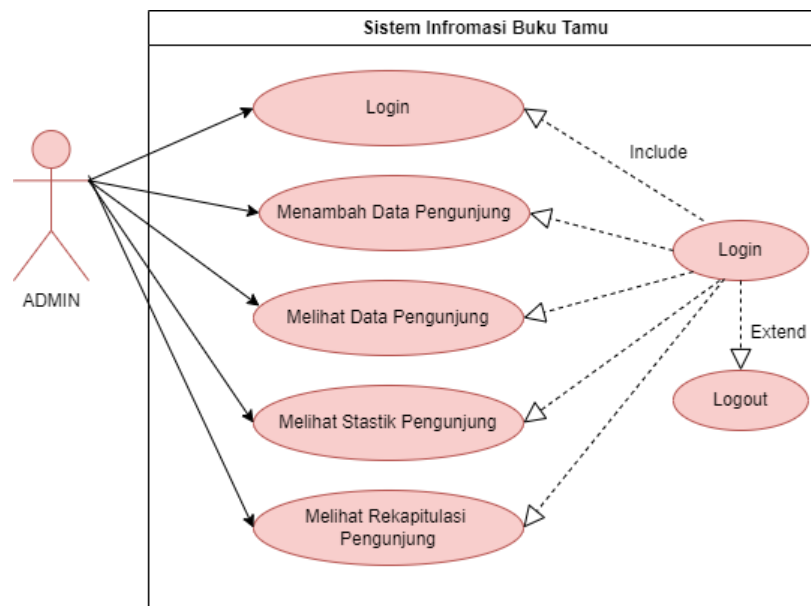 Sistem Infromasi Buku Tamu
Login
Include
Menambah Data Pengunjung
Login
ADMIN
Melihat Data Pengunjung
Extend
Logout
Melihat Stastik Pengunjung
Melihat Rekapitulasi
Pengunjung